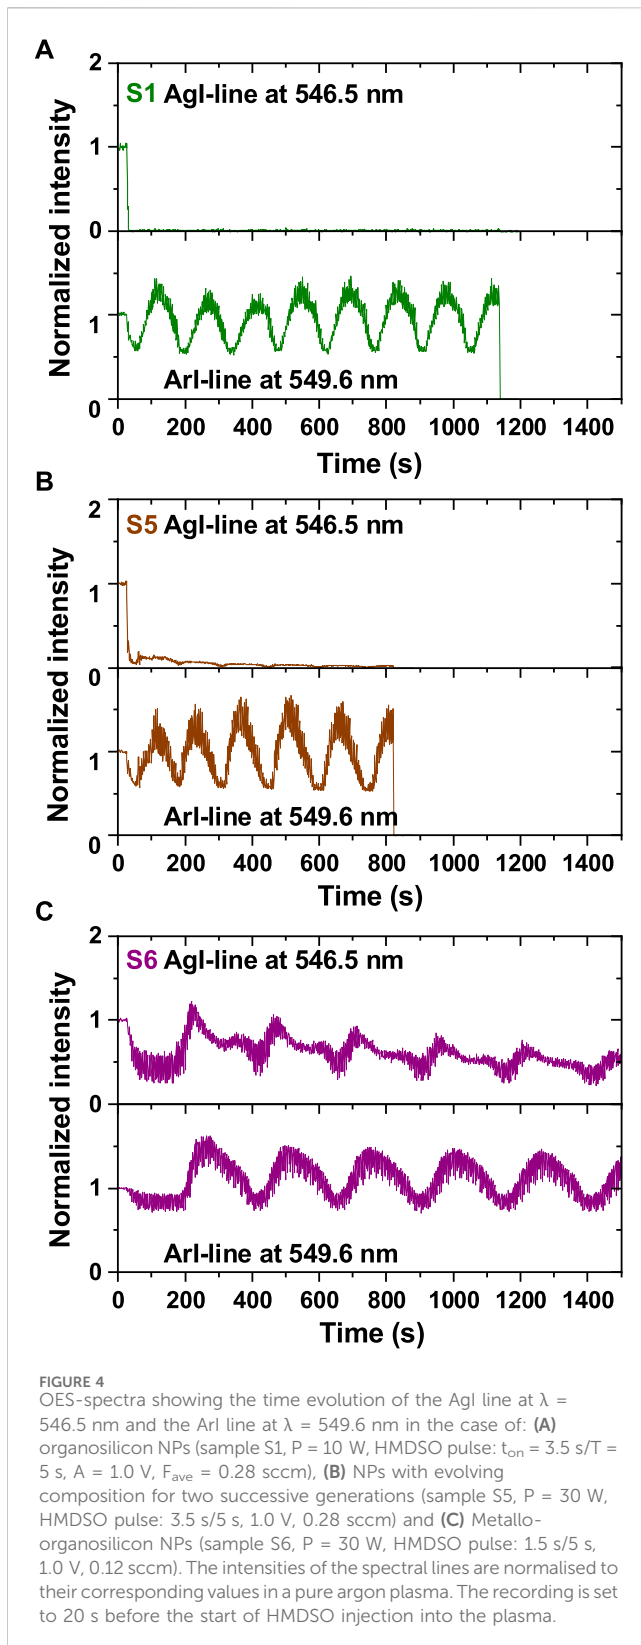 A
2
S1 AgI-line at 546.5 nm
1
0
1
ArI-line at 549.6 nm
0
Normalized intensity
0 200 400 600 800 1000 1200 1400
Time (s)
B
2
S5 AgI-line at 546.5 nm
1
0
1
ArI-line at 549.6 nm
0
Normalized intensity
0 200 400 600 800 1000 1200 1400
Time (s)
C
2
S6 AgI-line at 546.5 nm
1
0
1
ArI-line at 549.6 nm
0
Normalized intensity
0 200 400 600 800 1000 1200 1400
Time (s)
FIGURE 4
OES-spectra showing the time evolution of the AgI line at λ =
546.5 nm and the ArI line at λ = 549.6 nm in the case of: (A)
organosilicon NPs (sample S1, P = 10 W, HMDSO pulse: ton = 3.5 s/T =
5 s, A = 1.0 V, Fave = 0.28 sccm), (B) NPs with evolving
composition for two successive generations (sample S5, P = 30 W,
HMDSO pulse: 3.5 s/5 s, 1.0 V, 0.28 sccm) and (C) Metallo-
organosilicon NPs (sample S6, P = 30 W, HMDSO pulse: 1.5 s/5 s,
1.0 V, 0.12 sccm). The intensities of the spectral lines are normalised to
their corresponding values in a pure argon plasma. The recording is set
to 20 s before the start of HMDSO injection into the plasma.